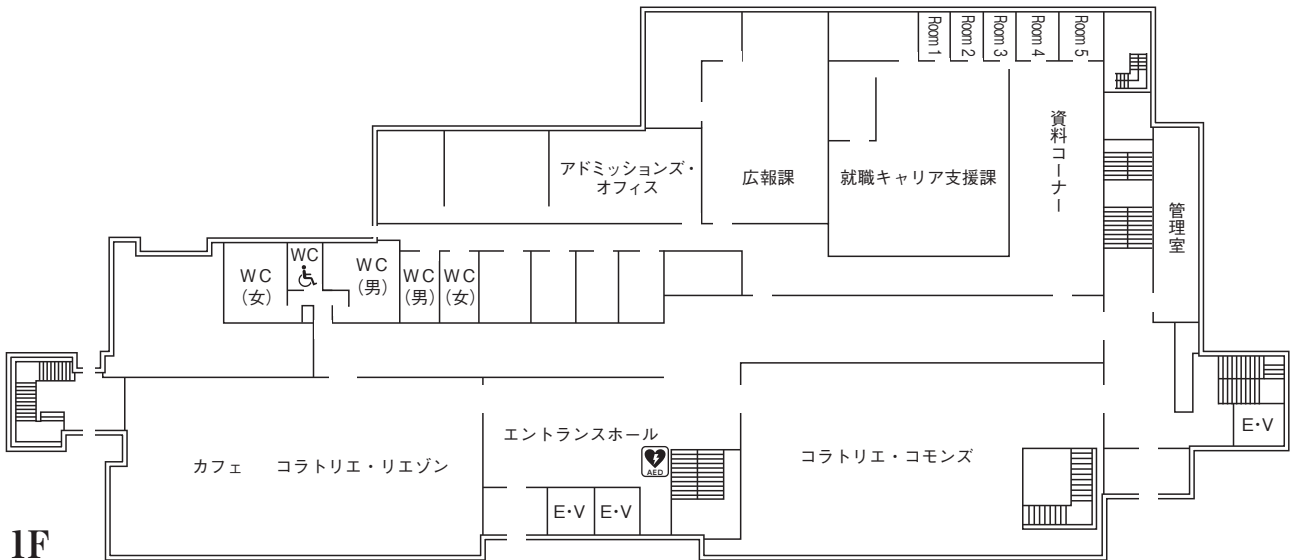 Room 1
Room 2
Room 3
Room 4
Room 5
資料コーナー
アドミッションズ・
オフィス
広報課
就職キャリア支援課
管理室
WC
(女)
WC
WC
(男)
WC
(男)
WC
(女)
E・V
エントランスホール
カフェ コラトリエ・リエゾン
AED
コラトリエ・コモンズ
E・V
E・V
1F